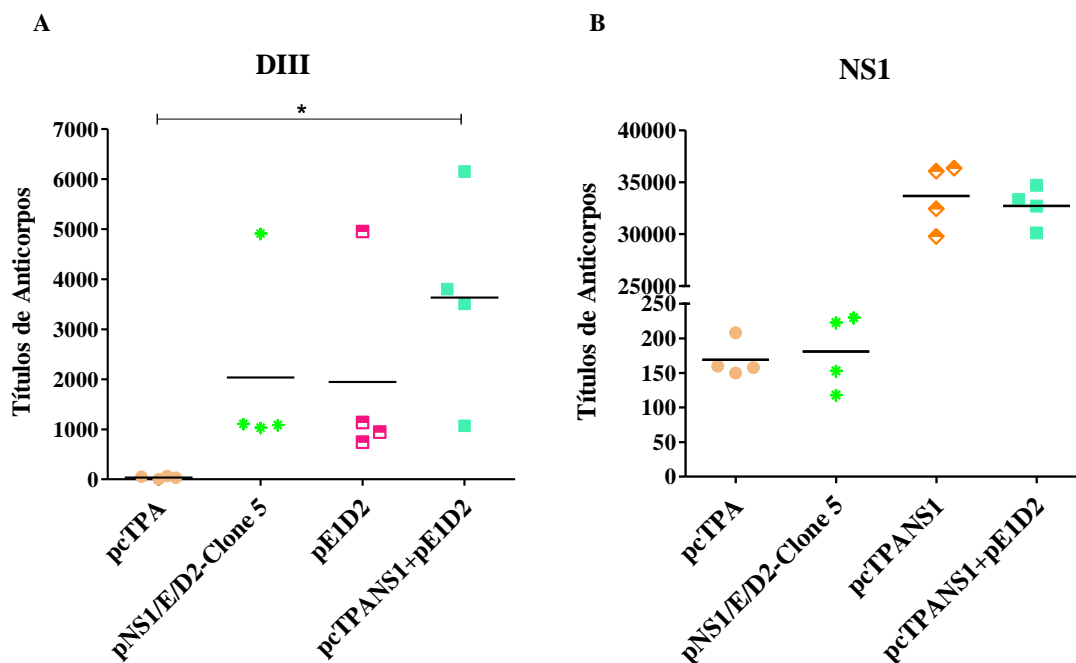 A
DIII
*
Títulos de Anticorpos
7000
6000
5000
4000
3000
2000
1000
0
pcTPA
pNS1/E/D2-Clone 5
pE1D2
pcTPANS1+pE1D2
B
NS1
Títulos de Anticorpos
40000
35000
30000
25000
250
200
150
100
50
0
pcTPA
pNS1/E/D2-Clone 5
pcTPANS1
pcTPANS1+pE1D2